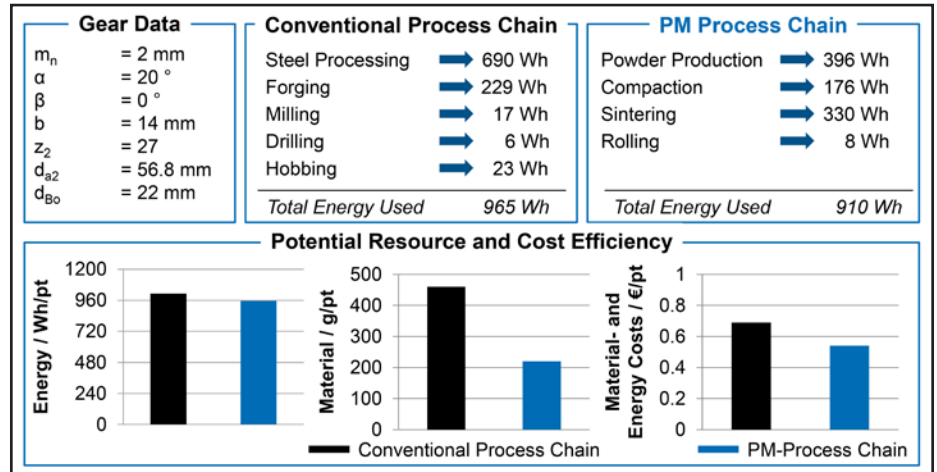 Gear Data
mn = 2 mm
α = 20 °
β = 0 °
b = 14 mm
z2 = 27
da2 = 56.8 mm
dBo = 22 mm
Conventional Process Chain
Steel Processing 690 Wh
Forging 229 Wh
Milling 17 Wh
Drilling 6 Wh
Hobbing 23 Wh
Total Energy Used 965 Wh
PM Process Chain
Powder Production 396 Wh
Compaction 176 Wh
Sintering 330 Wh
Rolling 8 Wh
Total Energy Used 910 Wh
Potential Resource and Cost Efficiency
Energy / Wh/pt
1200
960
720
480
240
0
Material / g/pt
500
400
300
200
100
0
Material- and
Energy Costs / €/pt
1
0.8
0.6
0.4
0.2
0
Conventional Process Chain
PM-Process Chain